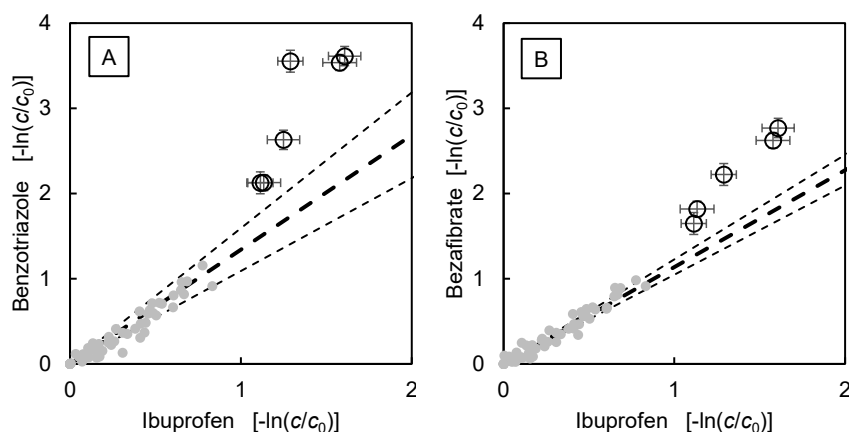 A
Benzotriazole [-ln(c/c0)]
4
3
2
1
0
0
1
2
Ibuprofen [-ln(c/c0)]
B
Bezafibrate [-ln(c/c0)]
4
3
2
1
0
0
1
2
Ibuprofen [-ln(c/c0)]